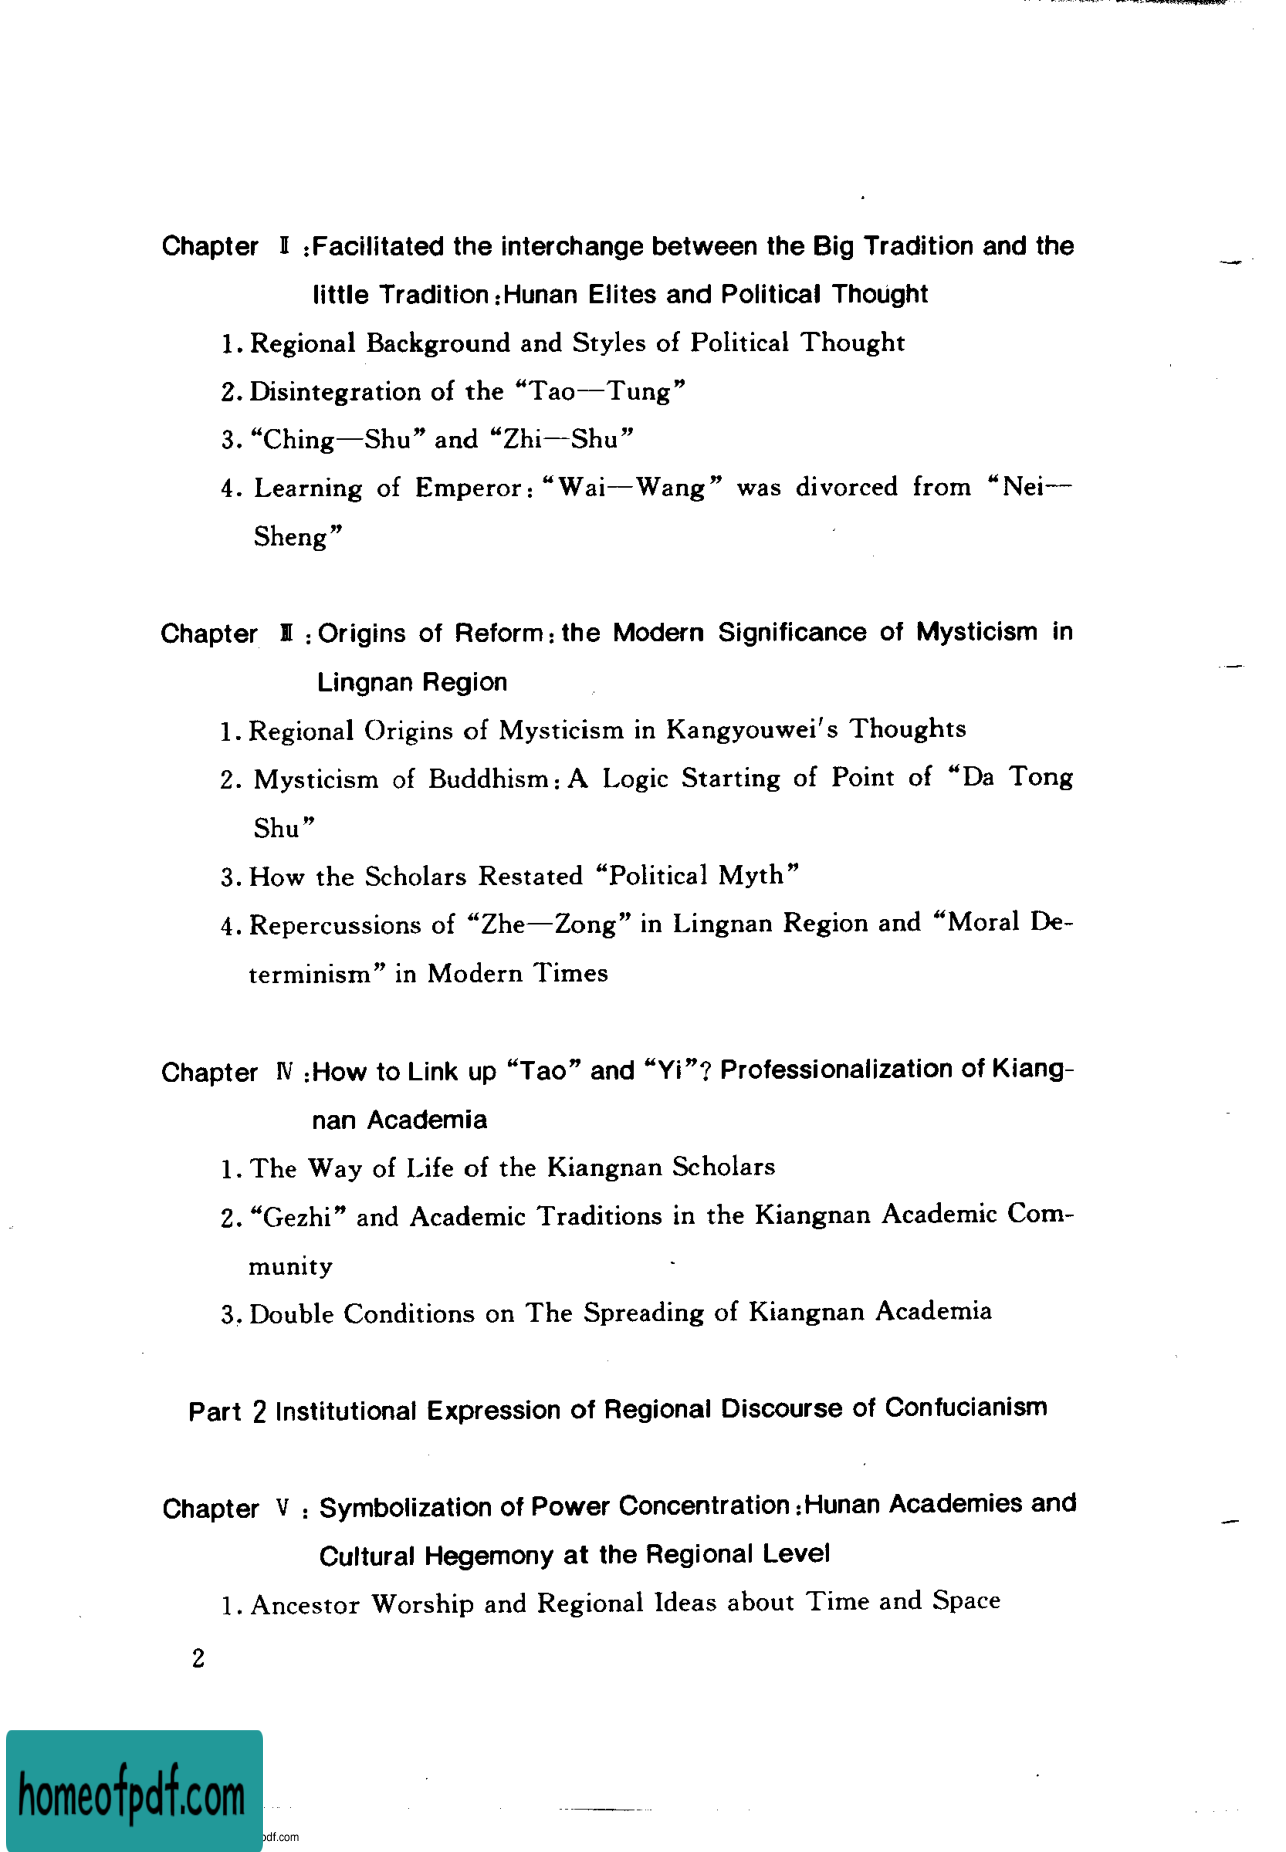 Chapter Ⅱ :Facilitated the interchange between the Big Tradition and the
little Tradition:Hunan Elites and Political Thought
1. Regional Background and Styles of Political Thought
2. Disintegration of the “Tao—Tung”
3. “Ching—Shu” and “Zhi—Shu”
4. Learning of Emperor: “Wai—Wang” was divorced from “Nei—
Sheng”
Chapter Ⅲ : Origins of Reform: the Modern Significance of Mysticism in
Lingnan Region
1. Regional Origins of Mysticism in Kangyouwei's Thoughts
2. Mysticism of Buddhism: A Logic Starting of Point of “Da Tong
Shu”
3. How the Scholars Restated “Political Myth”
4. Repercussions of “Zhe—Zong” in Lingnan Region and “Moral De-
terminism” in Modern Times
Chapter Ⅳ :How to Link up “Tao” and “Yi”? Professionalization of Kiang-
nan Academia
1. The Way of Life of the Kiangnan Scholars
2. “Gezhi” and Academic Traditions in the Kiangnan Academic Com-
munity
3. Double Conditions on The Spreading of Kiangnan Academia
Part 2 Institutional Expression of Regional Discourse of Confucianism
Chapter Ⅴ : Symbolization of Power Concentration:Hunan Academies and
Cultural Hegemony at the Regional Level
1. Ancestor Worship and Regional Ideas about Time and Space
2
homeofpdf.com
pdf.com